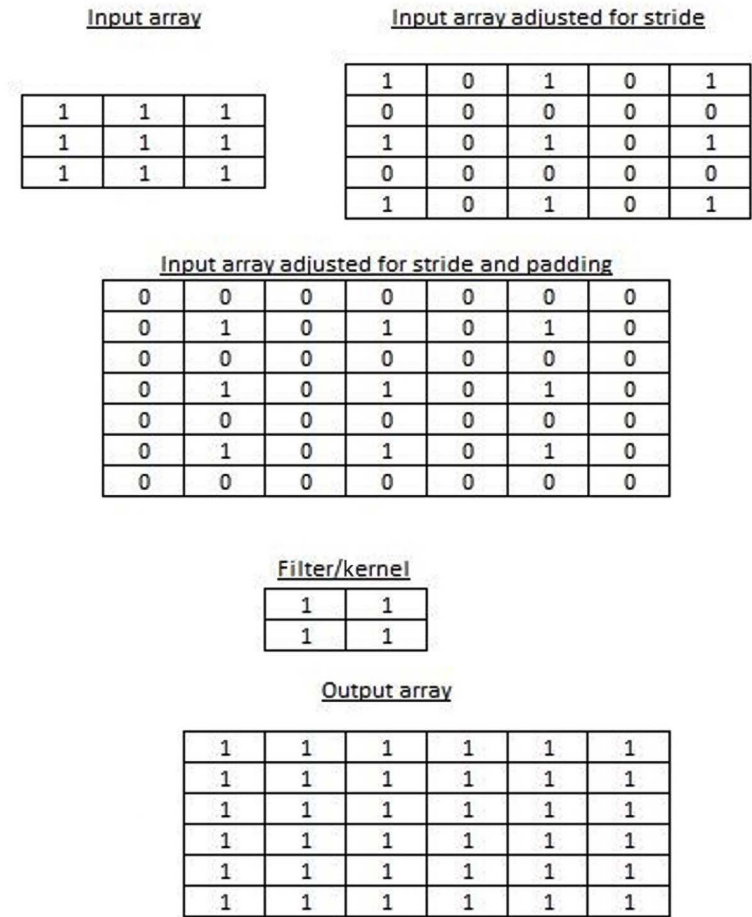 Input array
1 1 1
1 1 1
1 1 1
Input array adjusted for stride
1 0 1 0 1
0 0 0 0 0
1 0 1 0 1
0 0 0 0 0
1 0 1 0 1
Input array adjusted for stride and padding
0 0 0 0 0 0 0
0 1 0 1 0 1 0
0 0 0 0 0 0 0
0 1 0 1 0 1 0
0 0 0 0 0 0 0
0 1 0 1 0 1 0
0 0 0 0 0 0 0
Filter/kernel
1 1
1 1
Output array
1 1 1 1 1 1
1 1 1 1 1 1
1 1 1 1 1 1
1 1 1 1 1 1
1 1 1 1 1 1
1 1 1 1 1 1